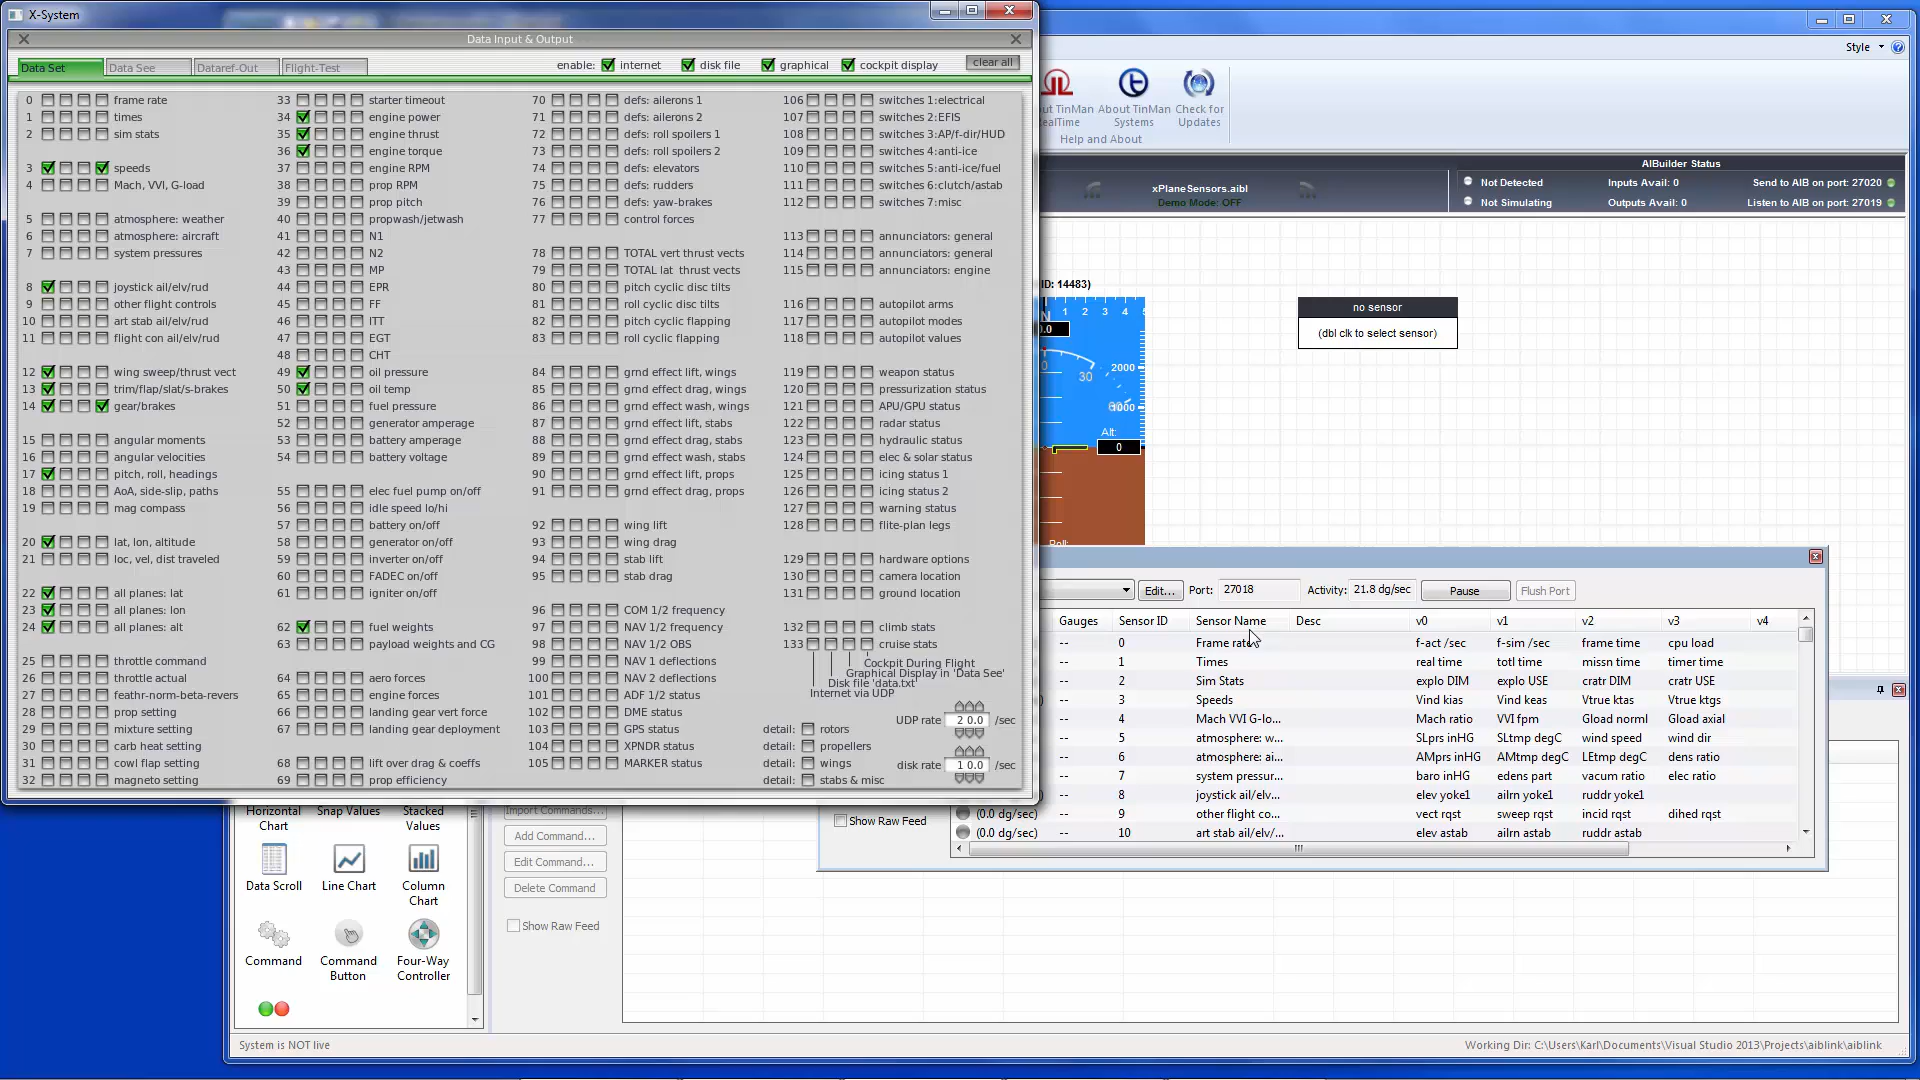 X-System
Data Input & Output
Data Set
Data See
Dataref-Out
Flight-Test
enable:
internet
disk file
graphical
cockpit display
clear all
0 frame rate
1 times
2 sim stats
3 speeds
4 Mach, VVI, G-load
5 atmosphere: weather
6 atmosphere: aircraft
7 system pressures
8 joystick ail/elv/rud
9 other flight controls
10 art stab ail/elv/rud
11 flight con ail/elv/rud
12 wing sweep/thrust vect
13 trim/flap/slat/s-brakes
14 gear/brakes
15 angular moments
16 angular velocities
17 pitch, roll, headings
18 AoA, side-slip, paths
19 mag compass
20 lat, lon, altitude
21 loc, vel, dist traveled
22 all planes: lat
23 all planes: lon
24 all planes: alt
25 throttle command
26 throttle actual
27 feathr-norm-beta-revers
28 prop setting
29 mixture setting
30 carb heat setting
31 cowl flap setting
32 magneto setting
33 starter timeout
34 engine power
35 engine thrust
36 engine torque
37 engine RPM
38 prop RPM
39 prop pitch
40 propwash/jetwash
41 N1
42 N2
43 MP
44 EPR
45 FF
46 ITT
47 EGT
48 CHT
49 oil pressure
50 oil temp
51 fuel pressure
52 generator amperage
53 battery amperage
54 battery voltage
55 elec fuel pump on/off
56 idle speed lo/hi
57 battery on/off
58 generator on/off
59 inverter on/off
60 FADEC on/off
61 igniter on/off
62 fuel weights
63 payload weights and CG
64 aero forces
65 engine forces
66 landing gear vert force
67 landing gear deployment
68 lift over drag & coeffs
69 prop efficiency
70 defs: ailerons 1
71 defs: ailerons 2
72 defs: roll spoilers 1
73 defs: roll spoilers 2
74 defs: elevators
75 defs: rudders
76 defs: yaw-brakes
77 control forces
78 TOTAL vert thrust vects
79 TOTAL lat thrust vects
80 pitch cyclic disc tilts
81 roll cyclic disc tilts
82 pitch cyclic flapping
83 roll cyclic flapping
84 grnd effect lift, wings
85 grnd effect drag, wings
86 grnd effect wash, wings
87 grnd effect lift, stabs
88 grnd effect drag, stabs
89 grnd effect wash, stabs
90 grnd effect lift, props
91 grnd effect drag, props
92 wing lift
93 wing drag
94 stab lift
95 stab drag
96 COM 1/2 frequency
97 NAV 1/2 frequency
98 NAV 1/2 OBS
99 NAV 1 deflections
100 NAV 2 deflections
101 ADF 1/2 status
102 DME status
103 GPS status
104 XPNDR status
105 MARKER status
106 switches 1:electrical
107 switches 2:EFIS
108 switches 3:AP/f-dir/HUD
109 switches 4:anti-ice
110 switches 5:anti-ice/fuel
111 switches 6:clutch/astab
112 switches 7:misc
113 annunciators: general
114 annunciators: general
115 annunciators: engine
116 autopilot arms
117 autopilot modes
118 autopilot values
119 weapon status
120 pressurization status
121 APU/GPU status
122 radar status
123 hydraulic status
124 elec & solar status
125 icing status 1
126 icing status 2
127 warning status
128 flite-plan legs
129 hardware options
130 camera location
131 ground location
132 climb stats
133 cruise stats
Cockpit During Flight
Graphical Display in 'Data See'
Disk file 'data.txt'
Internet via UDP
UDP rate 2 0.0 /sec
detail: rotors
detail: propellers
detail: wings
detail: stabs & misc
disk rate 1 0.0 /sec
Style
ut TinMan
ealTime
About TinMan
Systems
Check for
Updates
Help and About
AIBuilder Status
xPlaneSensors.aibl
Demo Mode: OFF
Not Detected
Inputs Avail: 0
Send to AIB on port: 27020
Not Simulating
Outputs Avail: 0
Listen to AIB on port: 27019
ID: 14483)
N
1 2 3 4
0.0
30
60
2000
1000
Alt:
0
Roll:
no sensor
(dbl clk to select sensor)
Edit...
Port:
27018
Activity:
21.8 dg/sec
Pause
Flush Port
Gauges Sensor ID Sensor Name Desc v0 v1 v2 v3 v4
-- 0 Frame rate f-act /sec f-sim /sec frame time cpu load
-- 1 Times real time totl time missn time timer time
-- 2 Sim Stats explo DIM explo USE cratr DIM cratr USE
-- 3 Speeds Vind kias Vind keas Vtrue ktas Vtrue ktgs
-- 4 Mach VVI G-lo... Mach ratio VVI fpm Gload norml Gload axial
-- 5 atmosphere: w... SLprs inHG SLtmp degC wind speed wind dir
-- 6 atmosphere: ai... AMprs inHG AMtmp degC LEtmp degC dens ratio
-- 7 system pressur... baro inHG edens part vacum ratio elec ratio
-- 8 joystick ail/elv... elev yoke1 ailrn yoke1 ruddr yoke1
(0.0 dg/sec) -- 9 other flight co... vect rqst sweep rqst incid rqst dihed rqst
(0.0 dg/sec) -- 10 art stab ail/elv/... elev astab ailrn astab ruddr astab
Show Raw Feed
Horizontal
Chart
Snap Values
Stacked
Values
Data Scroll
Line Chart
Column
Chart
Command
Command
Button
Four-Way
Controller
Import Commands...
Add Command...
Edit Command...
Delete Command
Show Raw Feed
System is NOT live
Working Dir: C:\Users\Karl\Documents\Visual Studio 2013\Projects\aiblink\aiblink